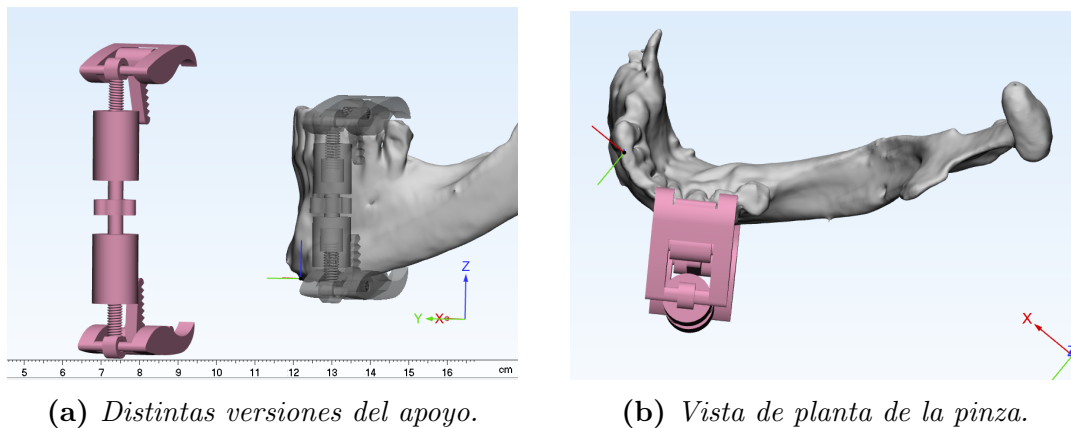 Z
Y X
5 6 7 8 9 10 11 12 13 14 15 16 cm
X
Z
(a) Distintas versiones del apoyo.
(b) Vista de planta de la pinza.